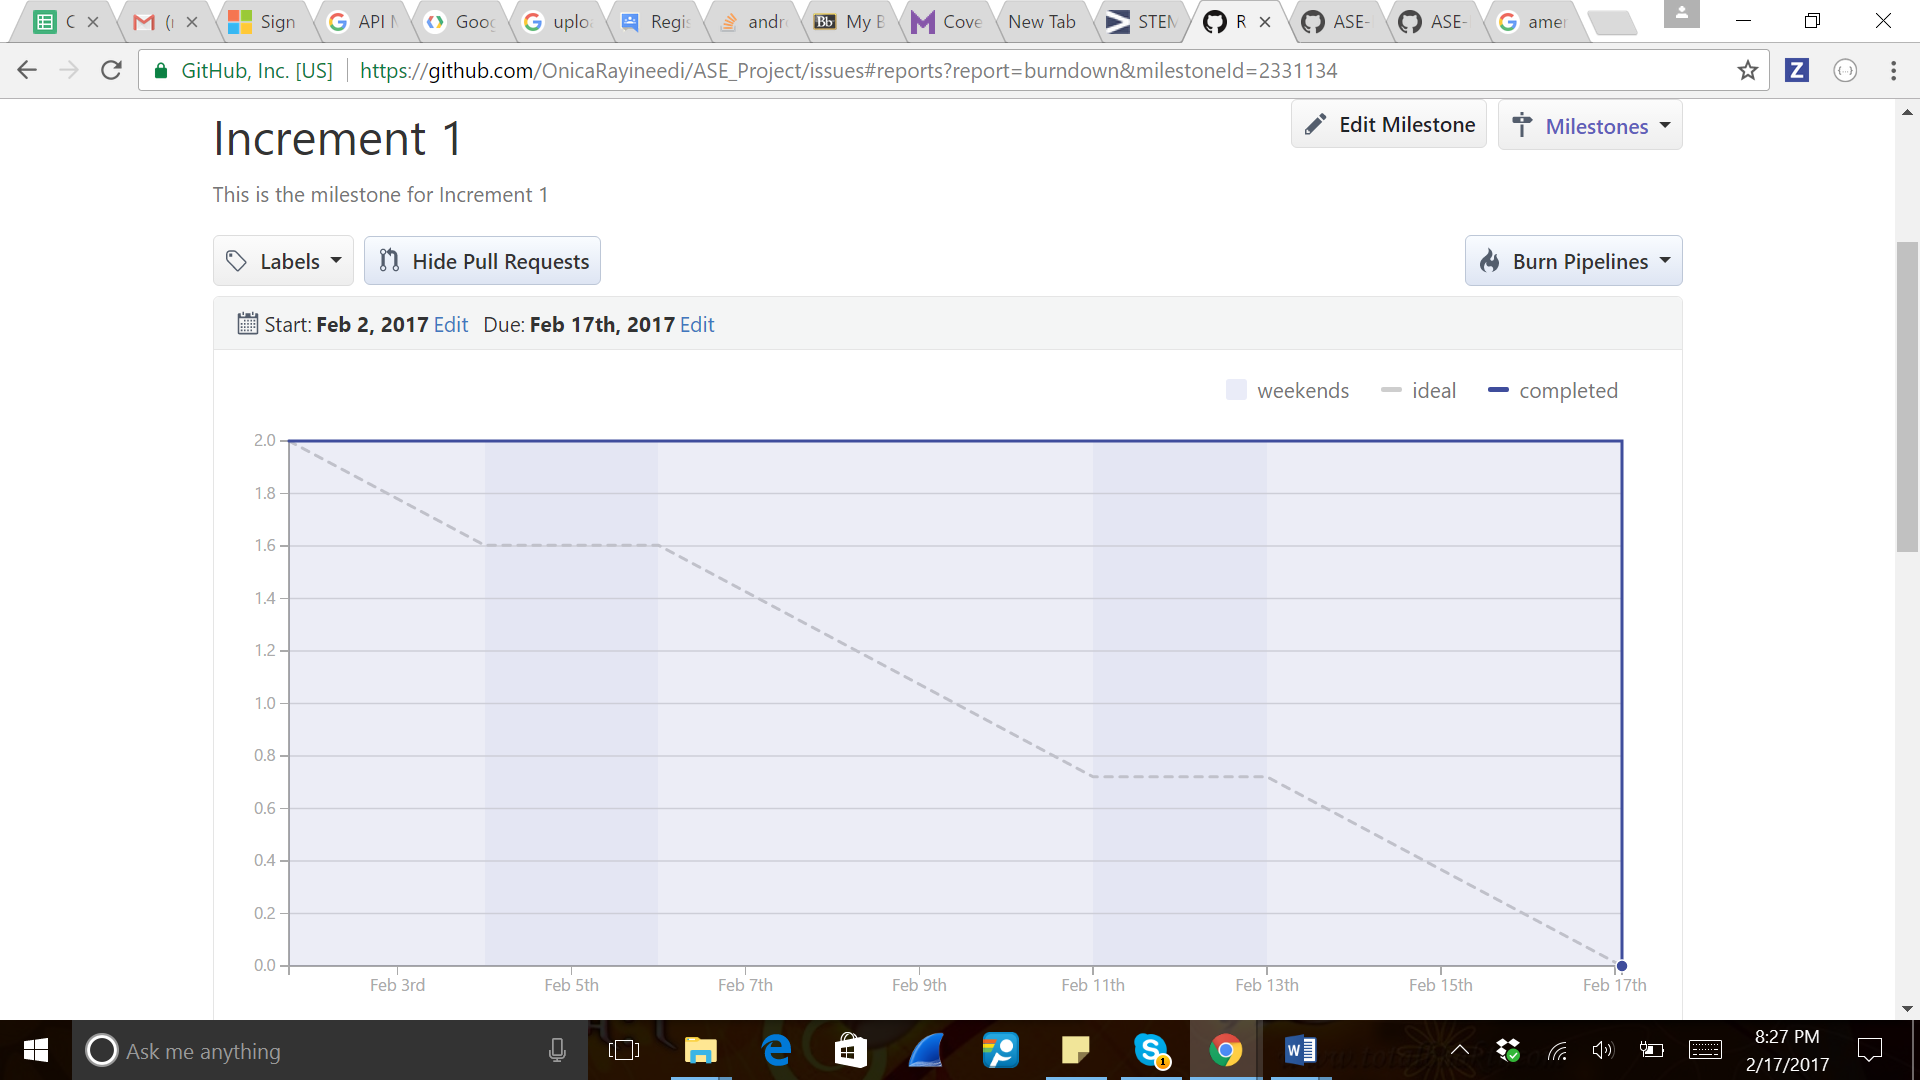 C
(
Sign
API
Goo
uplo
Regis
andr
My B
Cove
New Tab
STEM
R
ASE-
ASE-
amer
GitHub, Inc. [US]
https://github.com/OnicaRayineedi/ASE_Project/issues#reports?report=burndown&milestoneId=2331134
Increment 1
Edit Milestone
Milestones
This is the milestone for Increment 1
Labels
Hide Pull Requests
Burn Pipelines
Start: Feb 2, 2017 Edit Due: Feb 17th, 2017 Edit
weekends
ideal
completed
2.0
1.8
1.6
1.4
1.2
1.0
0.8
0.6
0.4
0.2
0.0
Feb 3rd
Feb 5th
Feb 7th
Feb 9th
Feb 11th
Feb 13th
Feb 15th
Feb 17th
Ask me anything
8:27 PM
2/17/2017